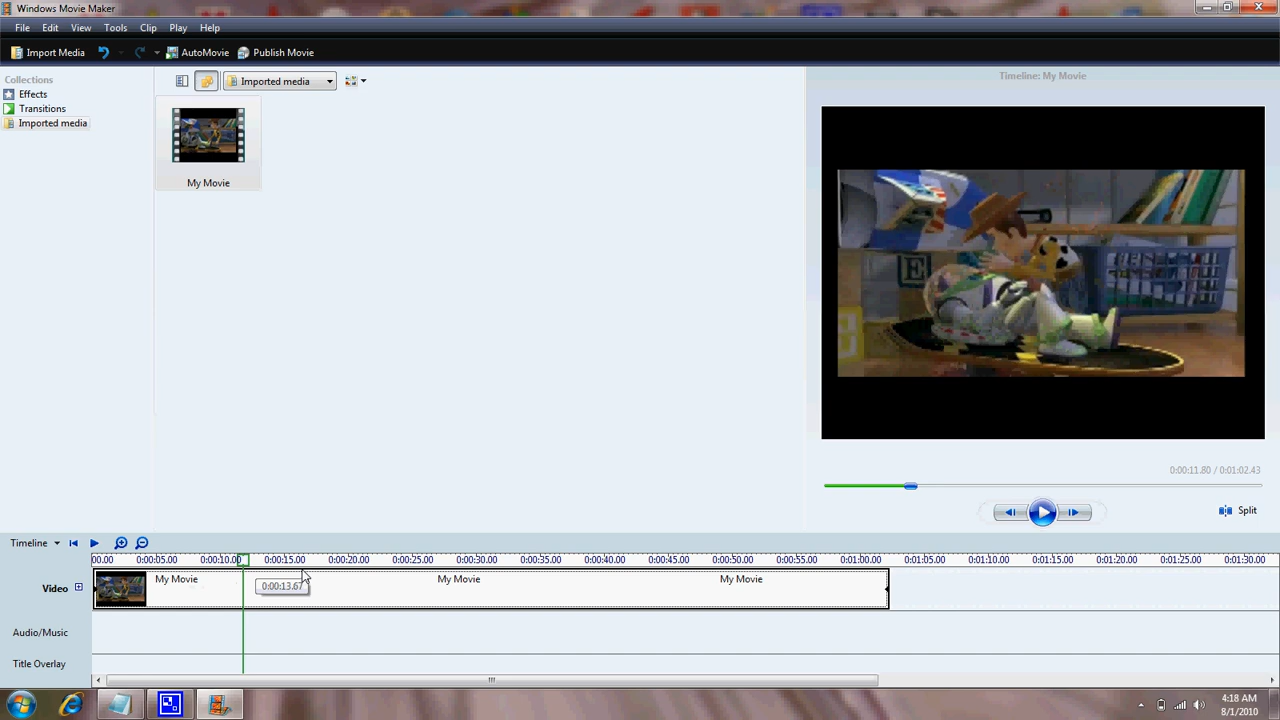 Windows Movie Maker
File Edit View Tools Clip Play Help
Import Media AutoMovie Publish Movie
Collections
Effects
Transitions
Imported media
Imported media
My Movie
Timeline: My Movie
E
0:00:11.80 / 0:01:02.43
Split
Timeline
00.00 0:00:05.00 0:00:10.00 0:00:15.00 0:00:20.00 0:00:25.00 0:00:30.00 0:00:35.00 0:00:40.00 0:00:45.00 0:00:50.00 0:00:55.00 0:01:00.00 0:01:05.00 0:01:10.00 0:01:15.00 0:01:20.00 0:01:25.00 0:01:30.00
Video My Movie My Movie My Movie
0:00:13.67
Audio/Music
Title Overlay
4:18 AM
8/1/2010